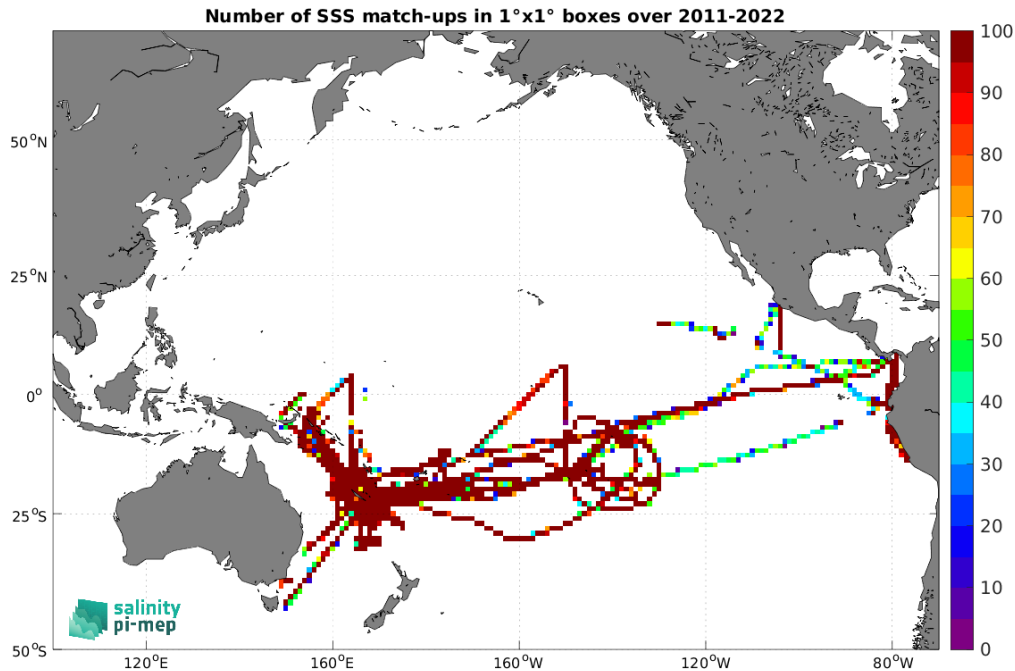 Number of SSS match-ups in 1°x1° boxes over 2011-2022
100
90
80
70
60
50
40
30
20
10
0
50°N
25°N
0°
25°S
50°S
120°E
160°E
160°W
120°W
80°W
salinity
pi-mep